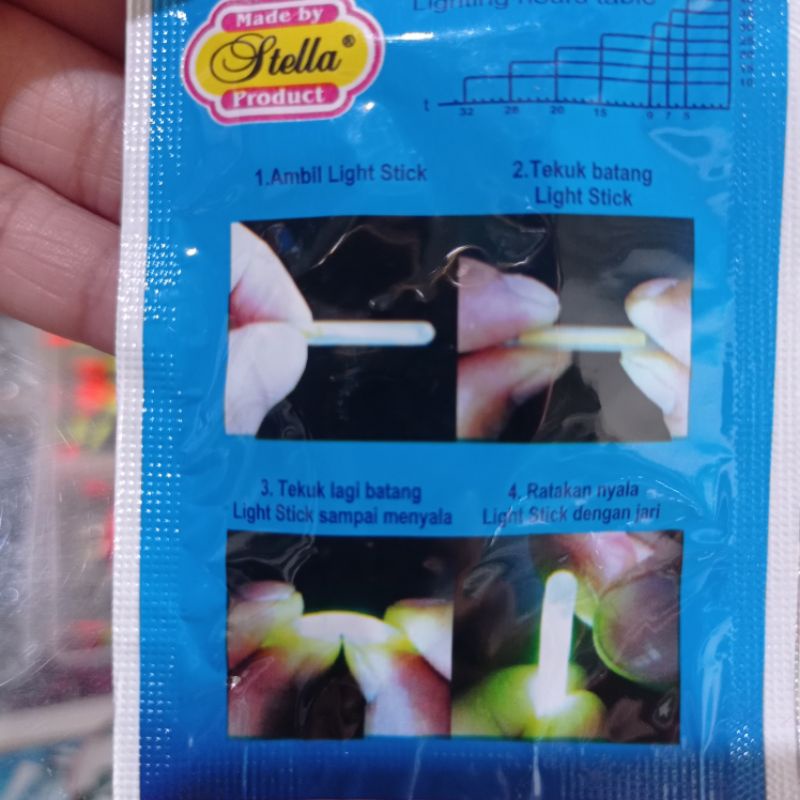 Made by
Stella®
Product
Lighting hours table
t
32 26 20 15 9 7 5
1.Ambil Light Stick
2.Tekuk batang
Light Stick
3. Tekuk lagi batang
Light Stick sampai menyala
4. Ratakan nyala
Light Stick dengan jari